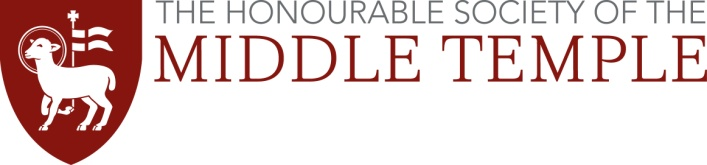 THE HONOURABLE SOCIETY OF THE
MIDDLE TEMPLE